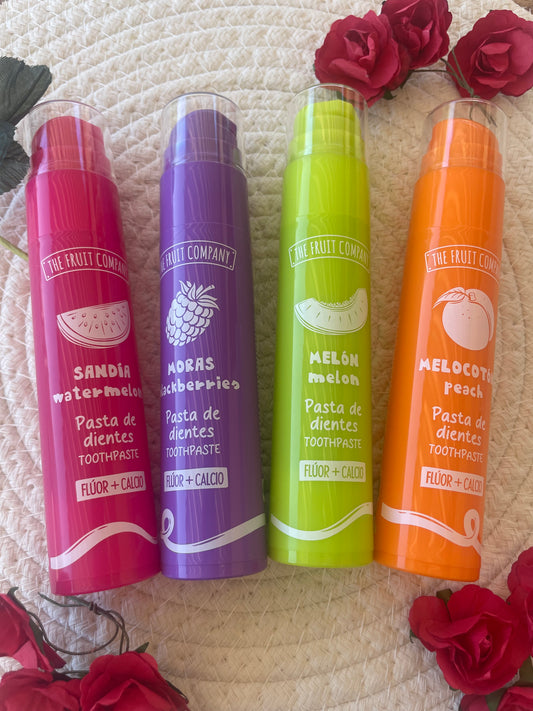 THE FRUIT COMPANY
SANDÍA
watermelon
Pasta de
dientes
TOOTHPASTE
FLÚOR + CALCIO
THE FRUIT COMPANY
MORAS
blackberries
Pasta de
dientes
TOOTHPASTE
FLÚOR + CALCIO
THE FRUIT COMPANY
MELÓN
melon
Pasta de
dientes
TOOTHPASTE
FLÚOR + CALCIO
THE FRUIT COMPANY
MELOCOTÓN
peach
Pasta de
dientes
TOOTHPASTE
FLÚOR + CALCIO